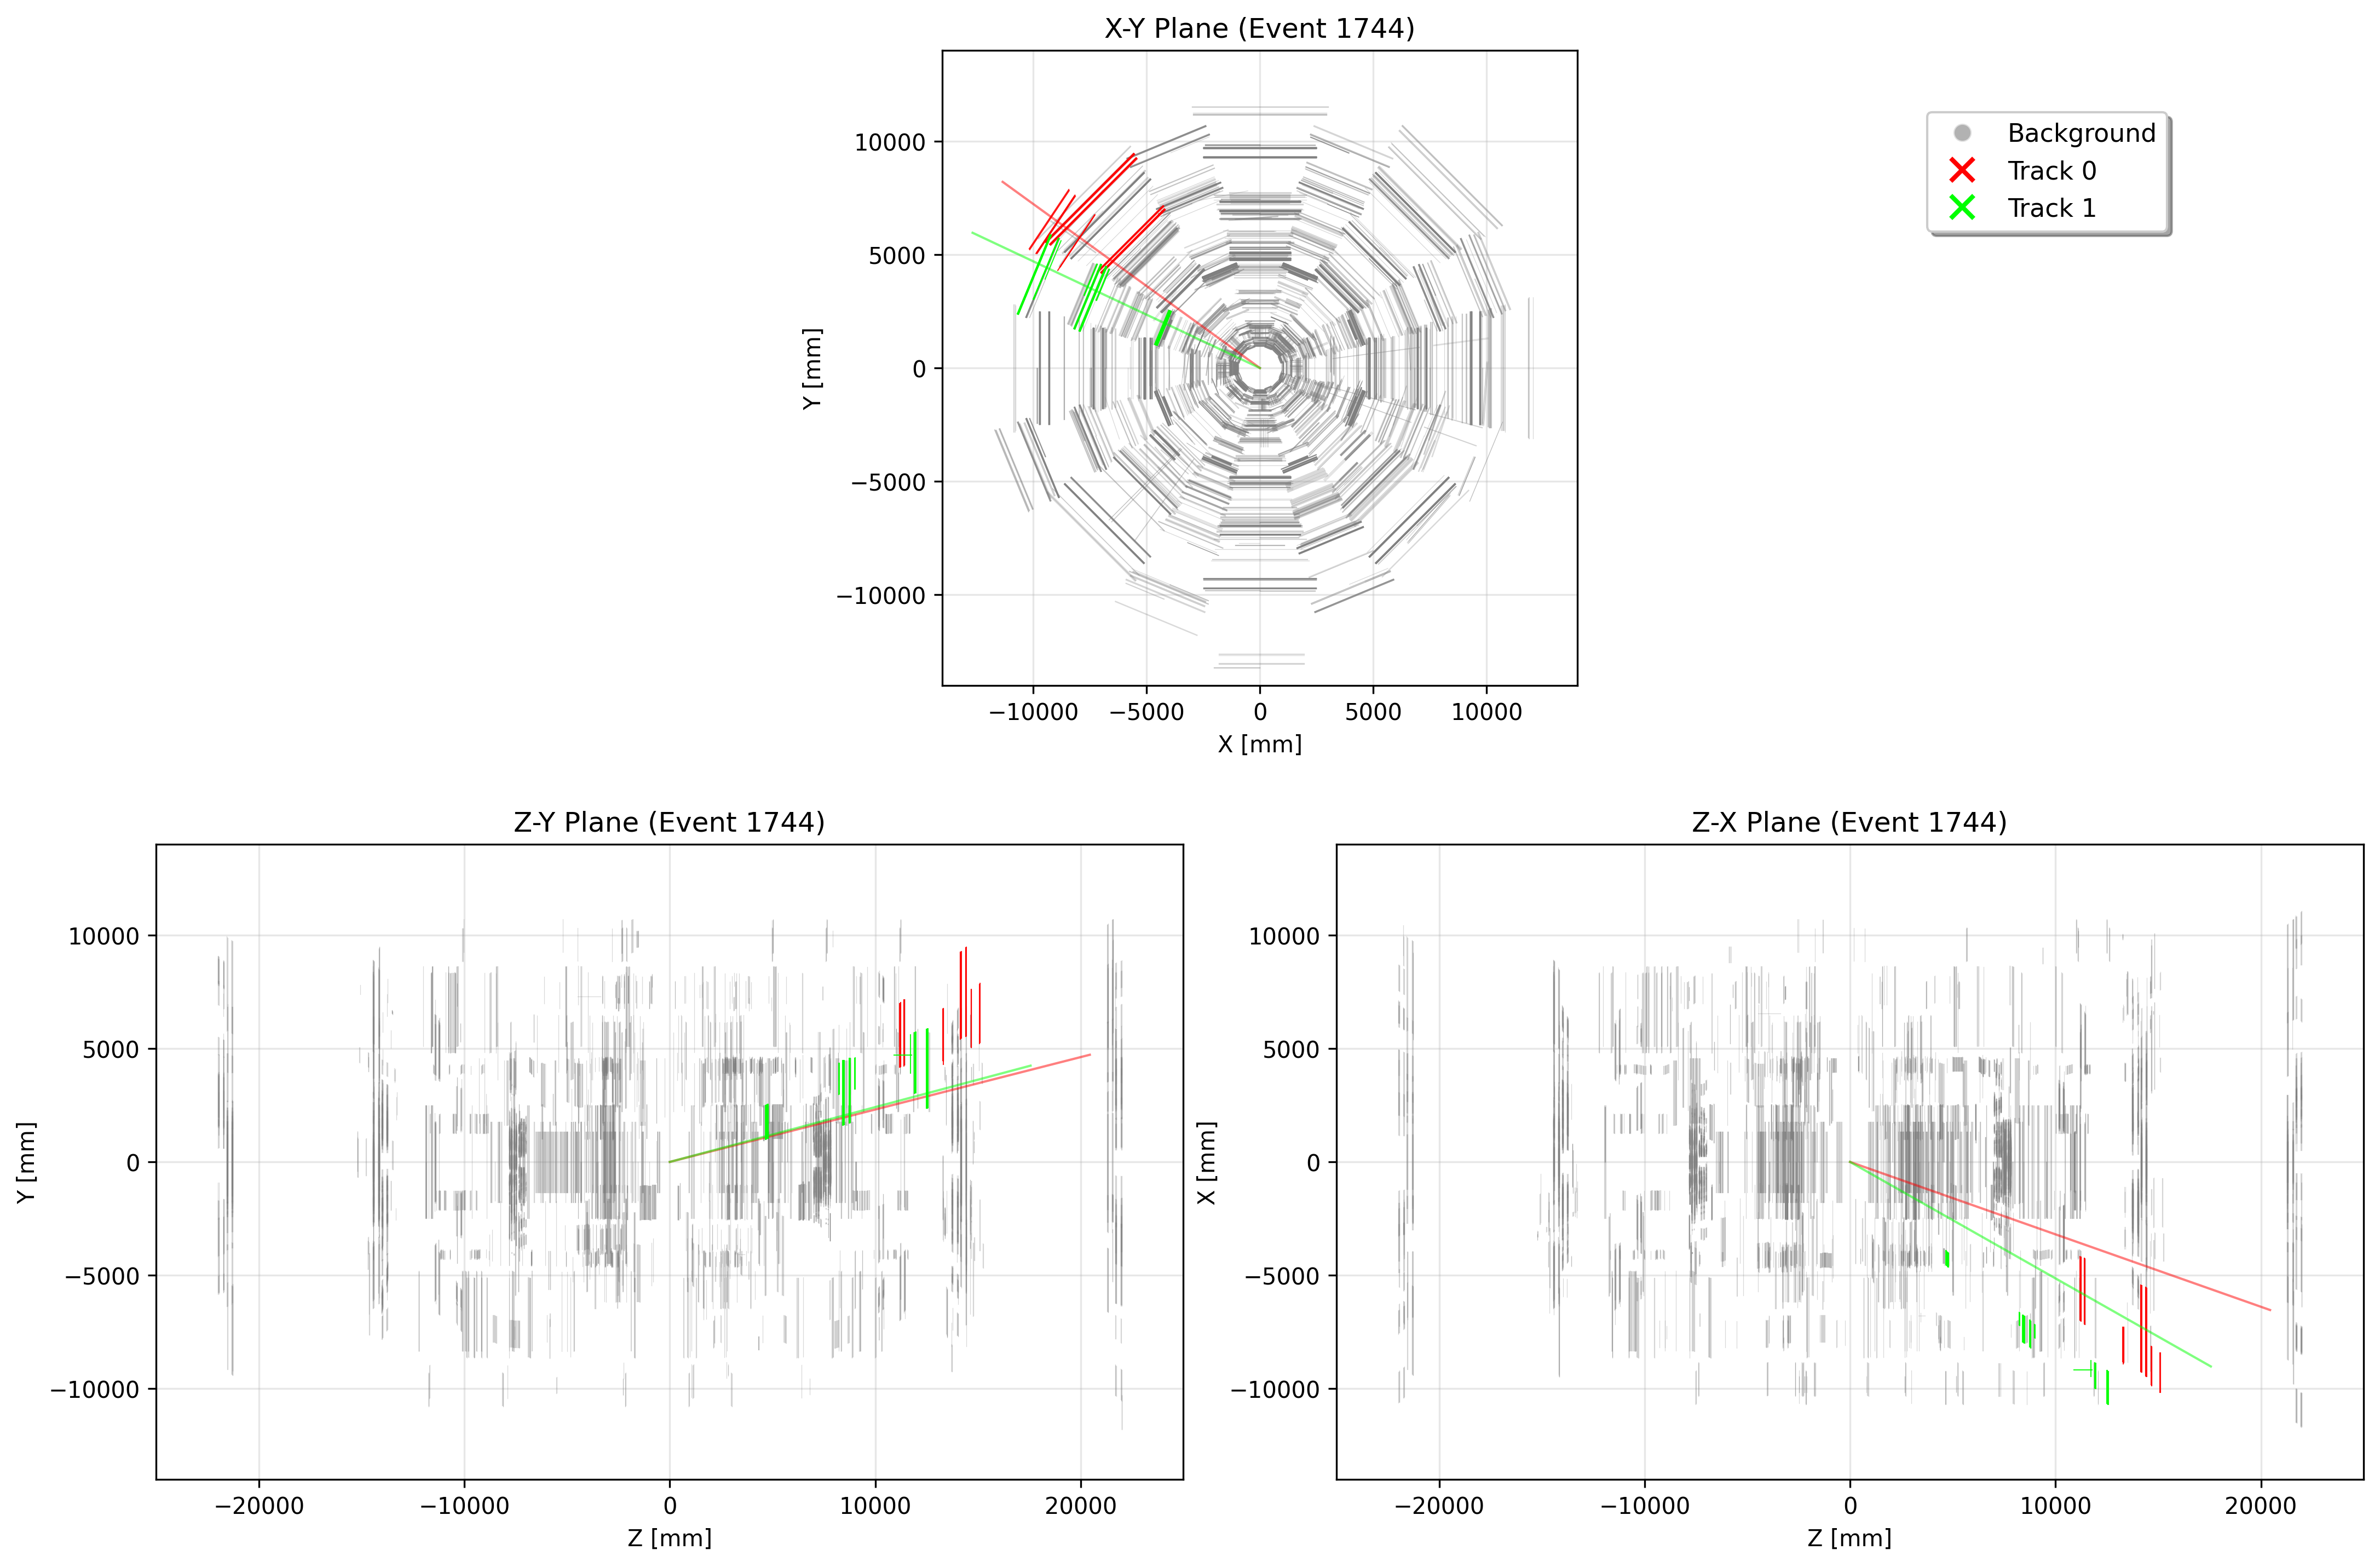 X-Y Plane (Event 1744)
10000
5000
0
−5000
−10000
Y [mm]
−10000 −5000 0 5000 10000
X [mm]
Background
Track 0
Track 1
Z-Y Plane (Event 1744)
10000
5000
0
−5000
−10000
Y [mm]
−20000 −10000 0 10000 20000
Z [mm]
Z-X Plane (Event 1744)
10000
5000
0
−5000
−10000
X [mm]
−20000 −10000 0 10000 20000
Z [mm]